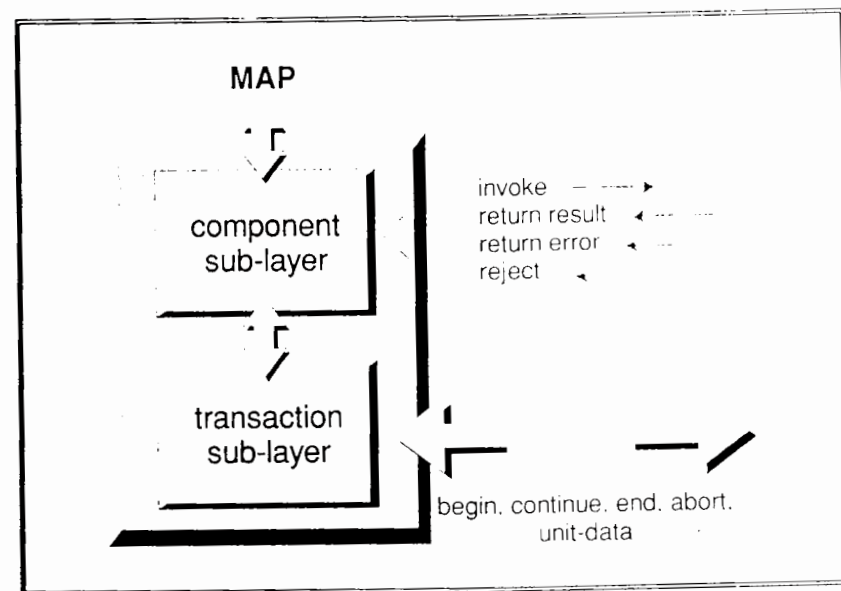 MAP
component
sub-layer
invoke
return result
return error
reject
transaction
sub-layer
begin, continue, end, abort,
unit-data